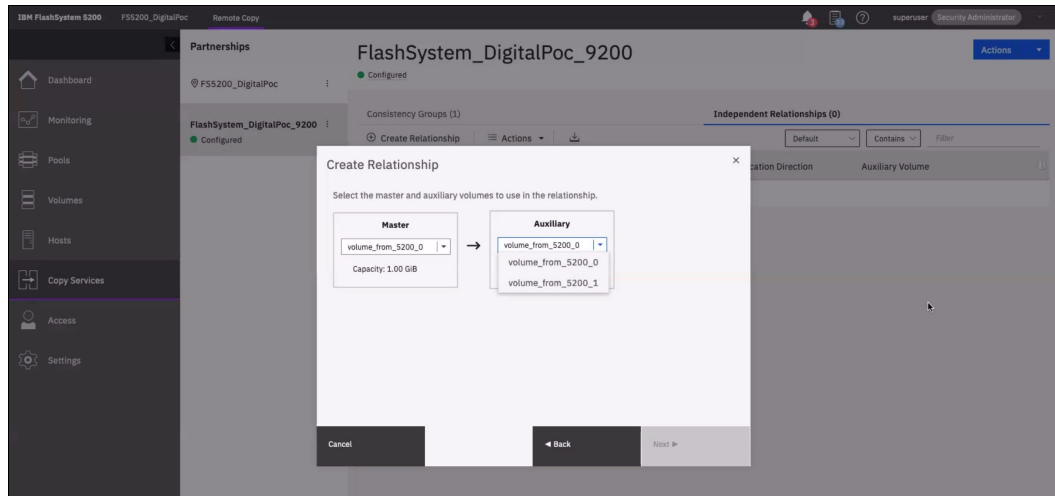 IBM FlashSystem 5200 FS5200_DigitalPoc Remote Copy superuser Security Administrator
Partnerships
FlashSystem_DigitalPoc_9200
Actions
Configured
Dashboard
FS5200_DigitalPoc
Monitoring
FlashSystem_DigitalPoc_9200
Configured
Consistency Groups (1) Independent Relationships (0)
Create Relationship Actions Default Contains Filter
Pools
Create Relationship
cation Direction Auxiliary Volume
Volumes
Select the master and auxiliary volumes to use in the relationship.
Master Auxiliary
Hosts
volume_from_5200_0 volume_from_5200_0
Capacity: 1.00 GiB
volume_from_5200_0
volume_from_5200_1
Copy Services
Access
Settings
Cancel Back Next